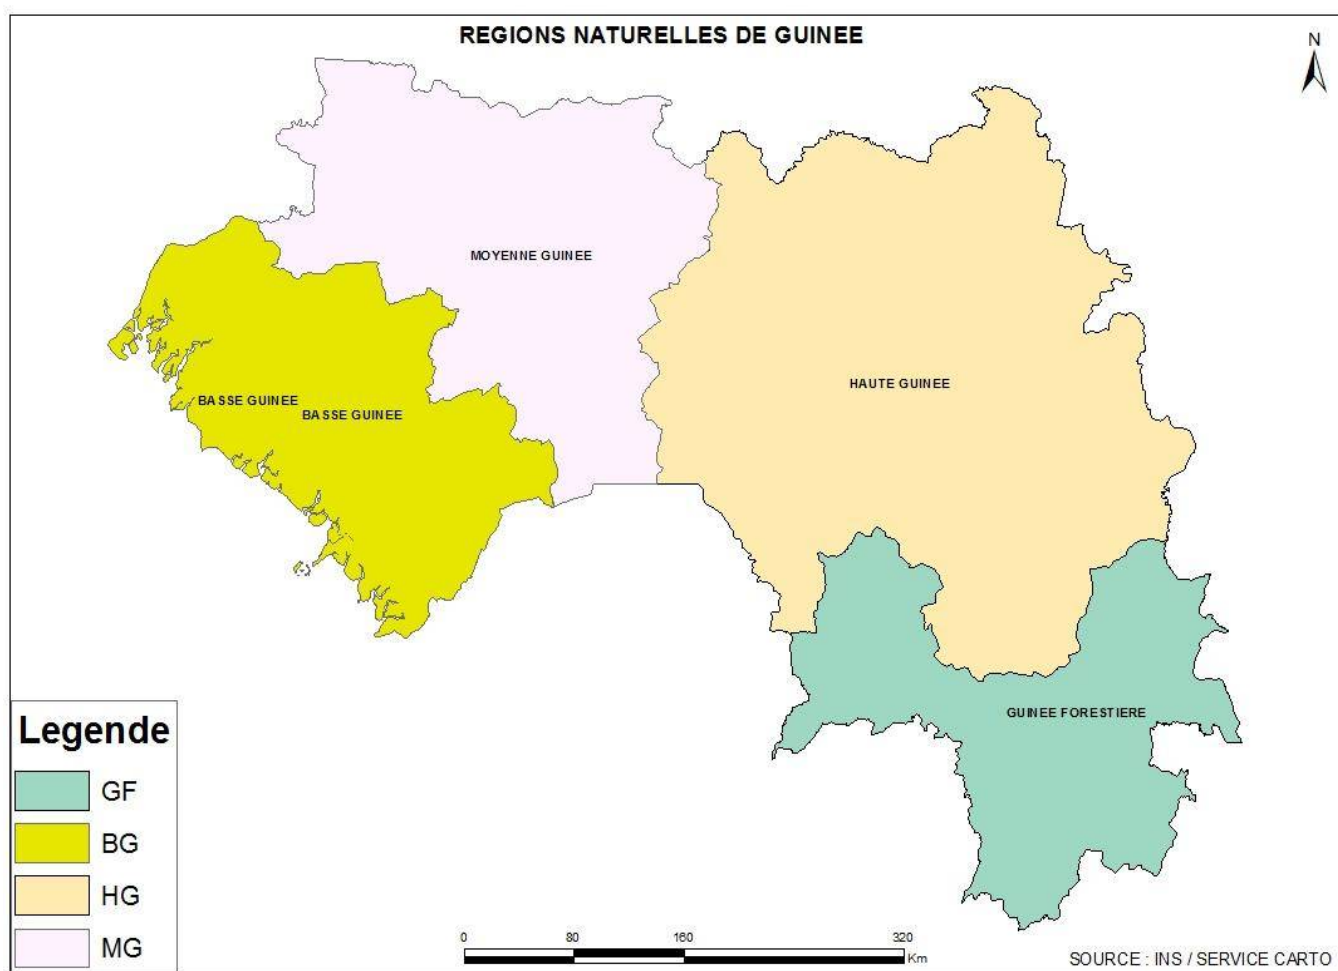 REGIONS NATURELLES DE GUINEE
N
MOYENNE GUINEE
HAUTE GUINEE
BASSE GUINEE
BASSE GUINEE
GUINEE FORESTIERE
Legende
GF
BG
HG
MG
0 80 160 320
Km
SOURCE : INS / SERVICE CARTO